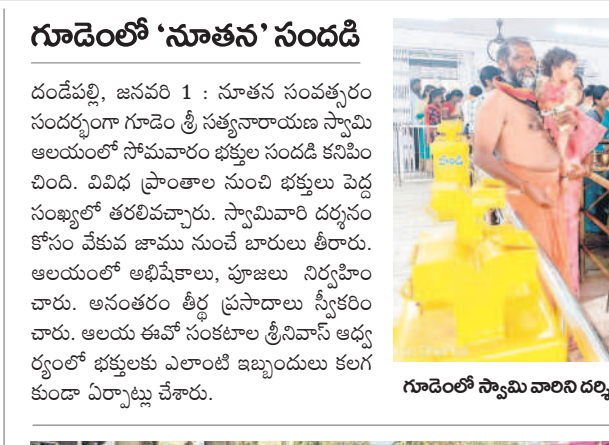 గూడెంలో ‘నూతన’ సందడి
దండేపల్లి, జనవరి 1 : నూతన సంవత్సరం
సందర్భంగా గూడెం శ్రీ సత్యనారాయణ స్వామి
ఆలయంలో సోమవారం భక్తుల సందడి కనిపిం
చింది. వివిధ ప్రాంతాల నుంచి భక్తులు పెద్ద
సంఖ్యలో తరలివచ్చారు. స్వామివారి దర్శనం
కోసం వేకువ జాము నుంచే బారులు తీరారు.
ఆలయంలో అభిషేకాలు, పూజలు నిర్వహిం
చారు. అనంతరం తీర్థ ప్రసాదాలు స్వీకరిం
చారు. ఆలయ ఈవో సంకటాల శ్రీనివాస్ ఆధ్వ
ర్యంలో భక్తులకు ఎలాంటి ఇబ్బందులు కలగ
కుండా ఏర్పాట్లు చేశారు.
హుండి
గూడెంలో స్వామి వారిని